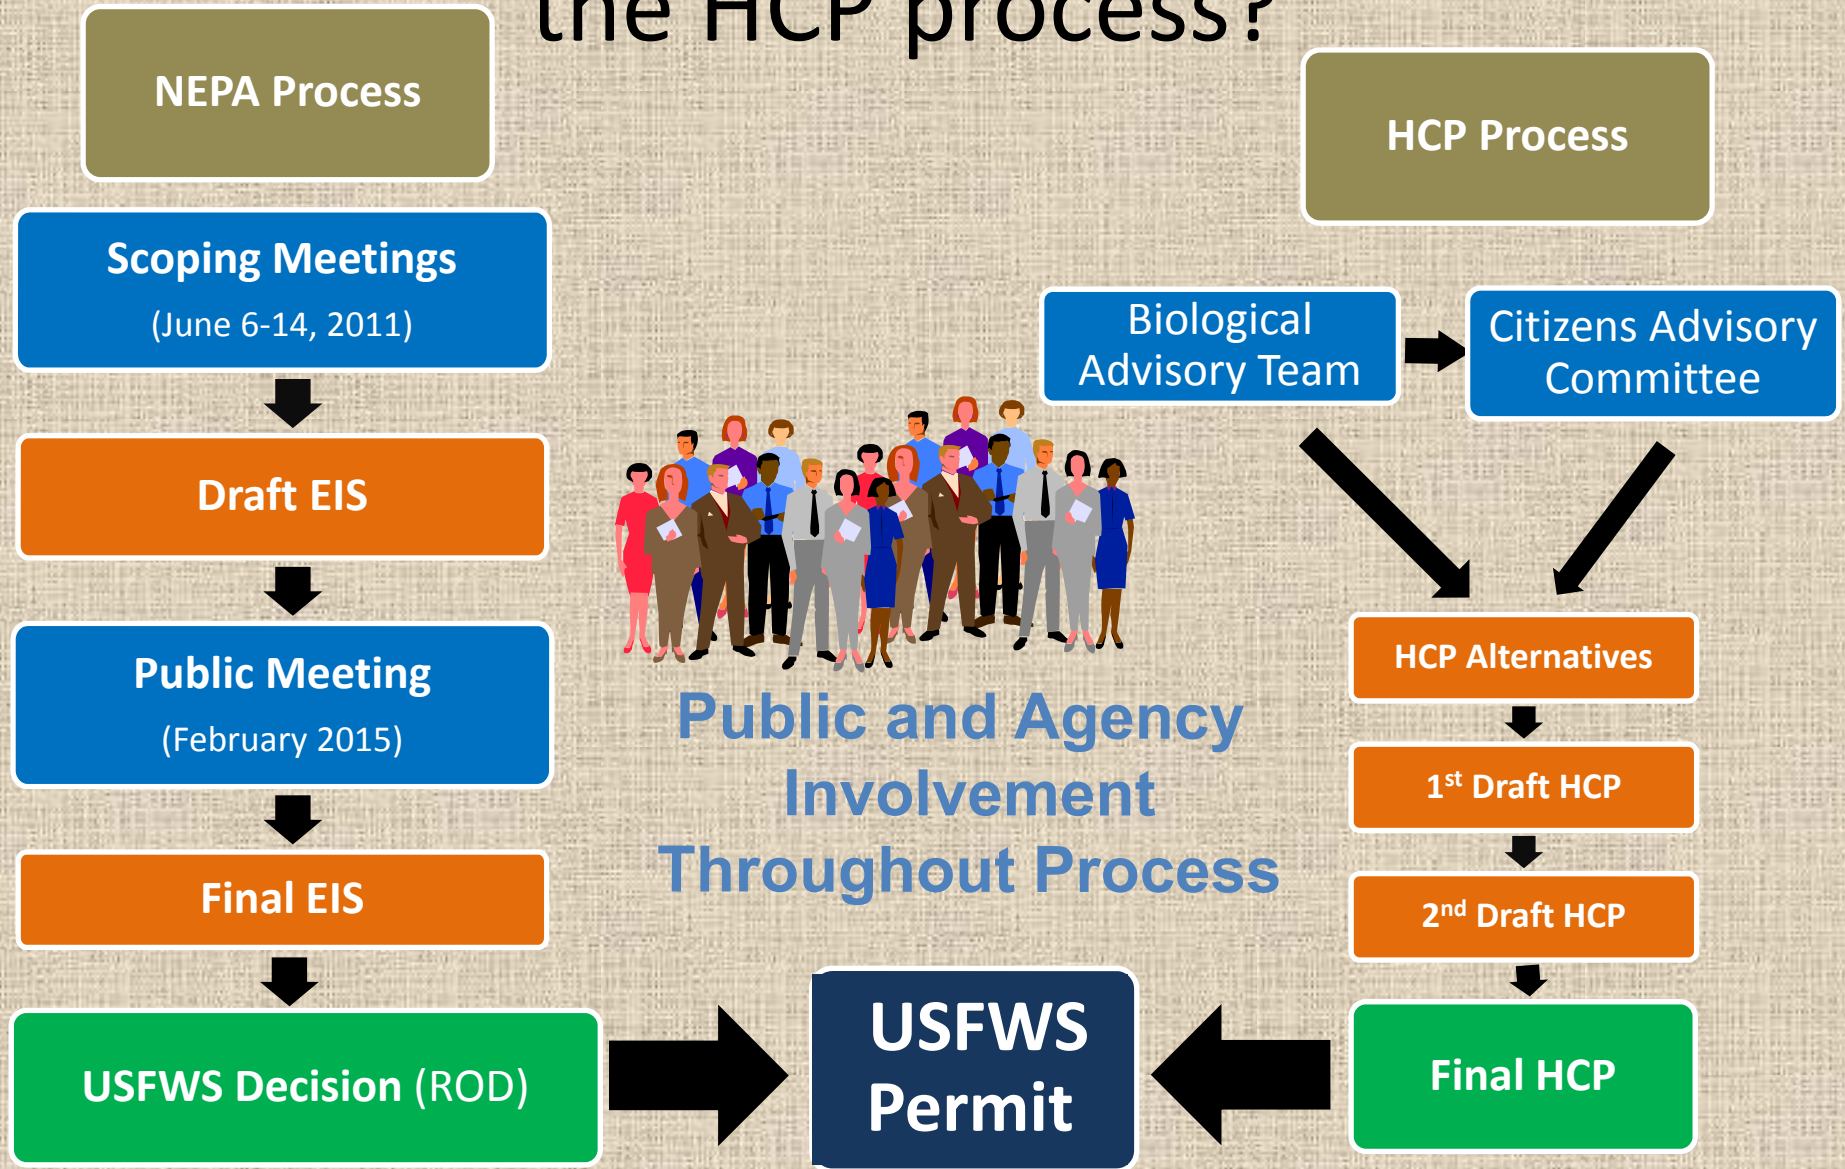 the HCP process?
NEPA Process
Scoping Meetings
(June 6-14, 2011)
Draft EIS
Public Meeting
(February 2015)
Final EIS
USFWS Decision (ROD)
Public and Agency
Involvement
Throughout Process
USFWS
Permit
HCP Process
Biological
Advisory Team
Citizens Advisory
Committee
HCP Alternatives
1st Draft HCP
2nd Draft HCP
Final HCP